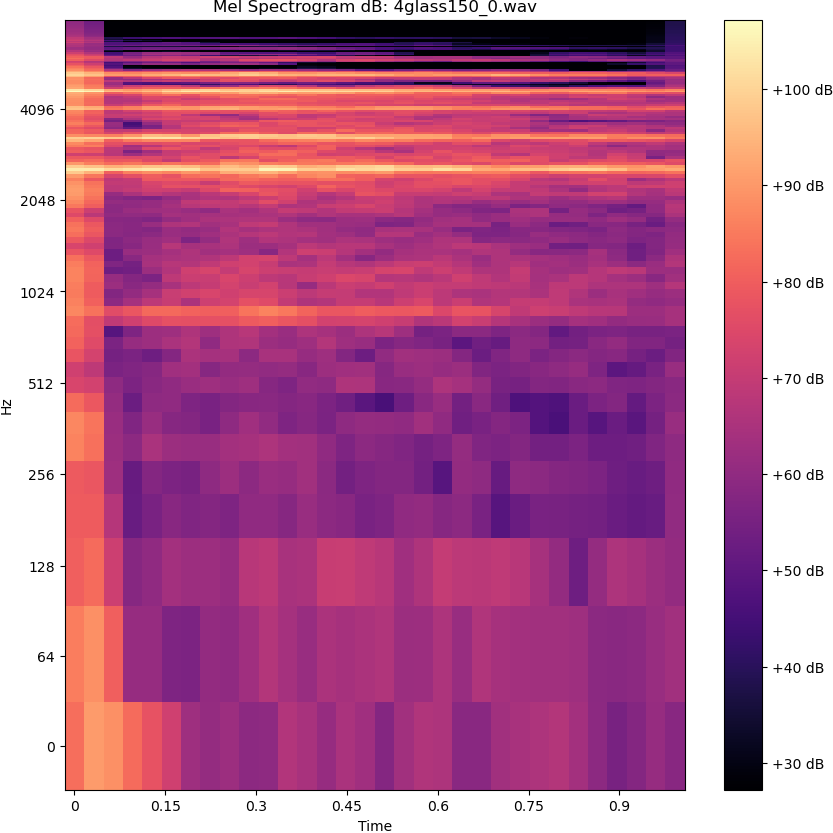 Mel Spectrogram dB: 4glass150_0.wav
+100 dB
4096
+90 dB
2048
+80 dB
1024
+70 dB
512
Hz
+60 dB
256
+50 dB
128
+40 dB
64
0
+30 dB
0 0.15 0.3 0.45 0.6 0.75 0.9
Time